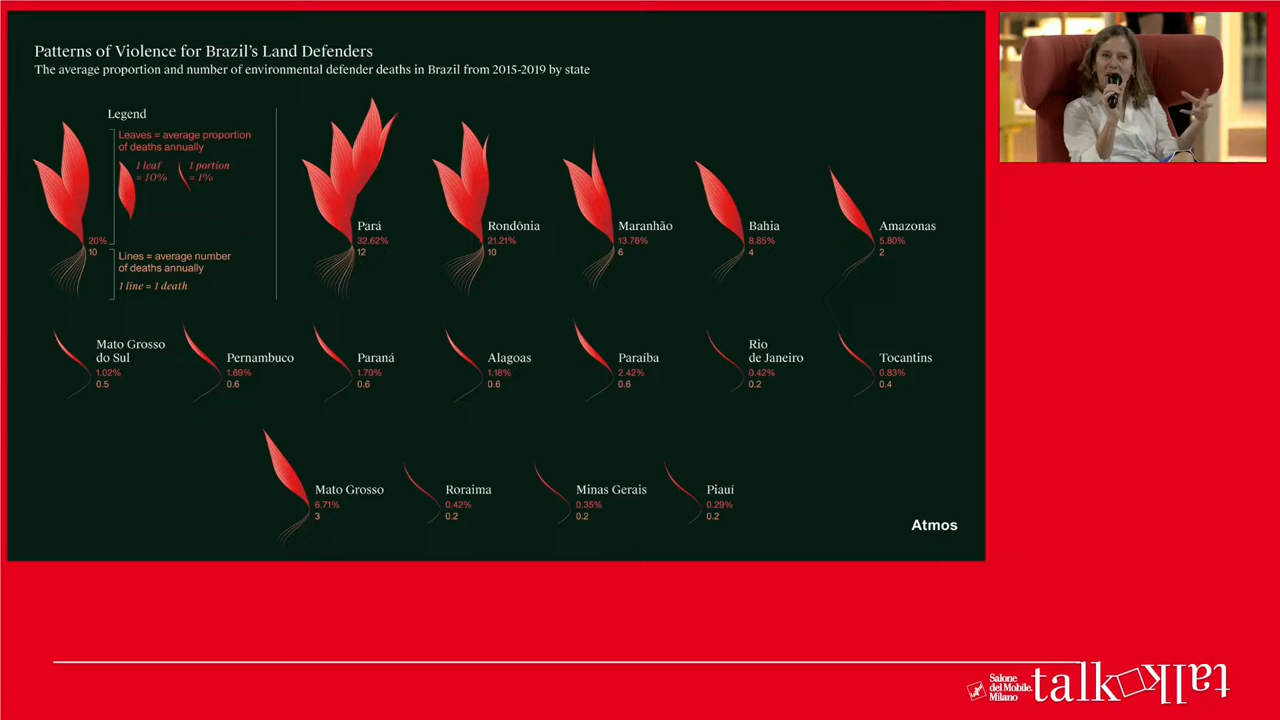 Patterns of Violence for Brazil's Land Defenders
The average proportion and number of environmental defender deaths in Brazil from 2015-2019 by state
Legend
Leaves = average proportion
of deaths annually
1 leaf
= 10%
1 portion
= 1%
20%
10
Lines = average number
of deaths annually
1 line = 1 death
Pará
32.62%
12
Rondônia
21.21%
10
Maranhão
13.76%
6
Bahia
8.85%
4
Amazonas
5.80%
2
Mato Grosso
do Sul
1.02%
0.5
Pernambuco
1.69%
0.6
Paraná
1.70%
0.6
Alagoas
1.18%
0.6
Paraíba
2.42%
0.6
Rio
de Janeiro
0.42%
0.2
Tocantins
0.83%
0.4
Mato Grosso
6.71%
3
Roraima
0.42%
0.2
Minas Gerais
0.35%
0.2
Piauí
0.29%
0.2
Atmos
Salone
del Mobile.
Milano
talk talk